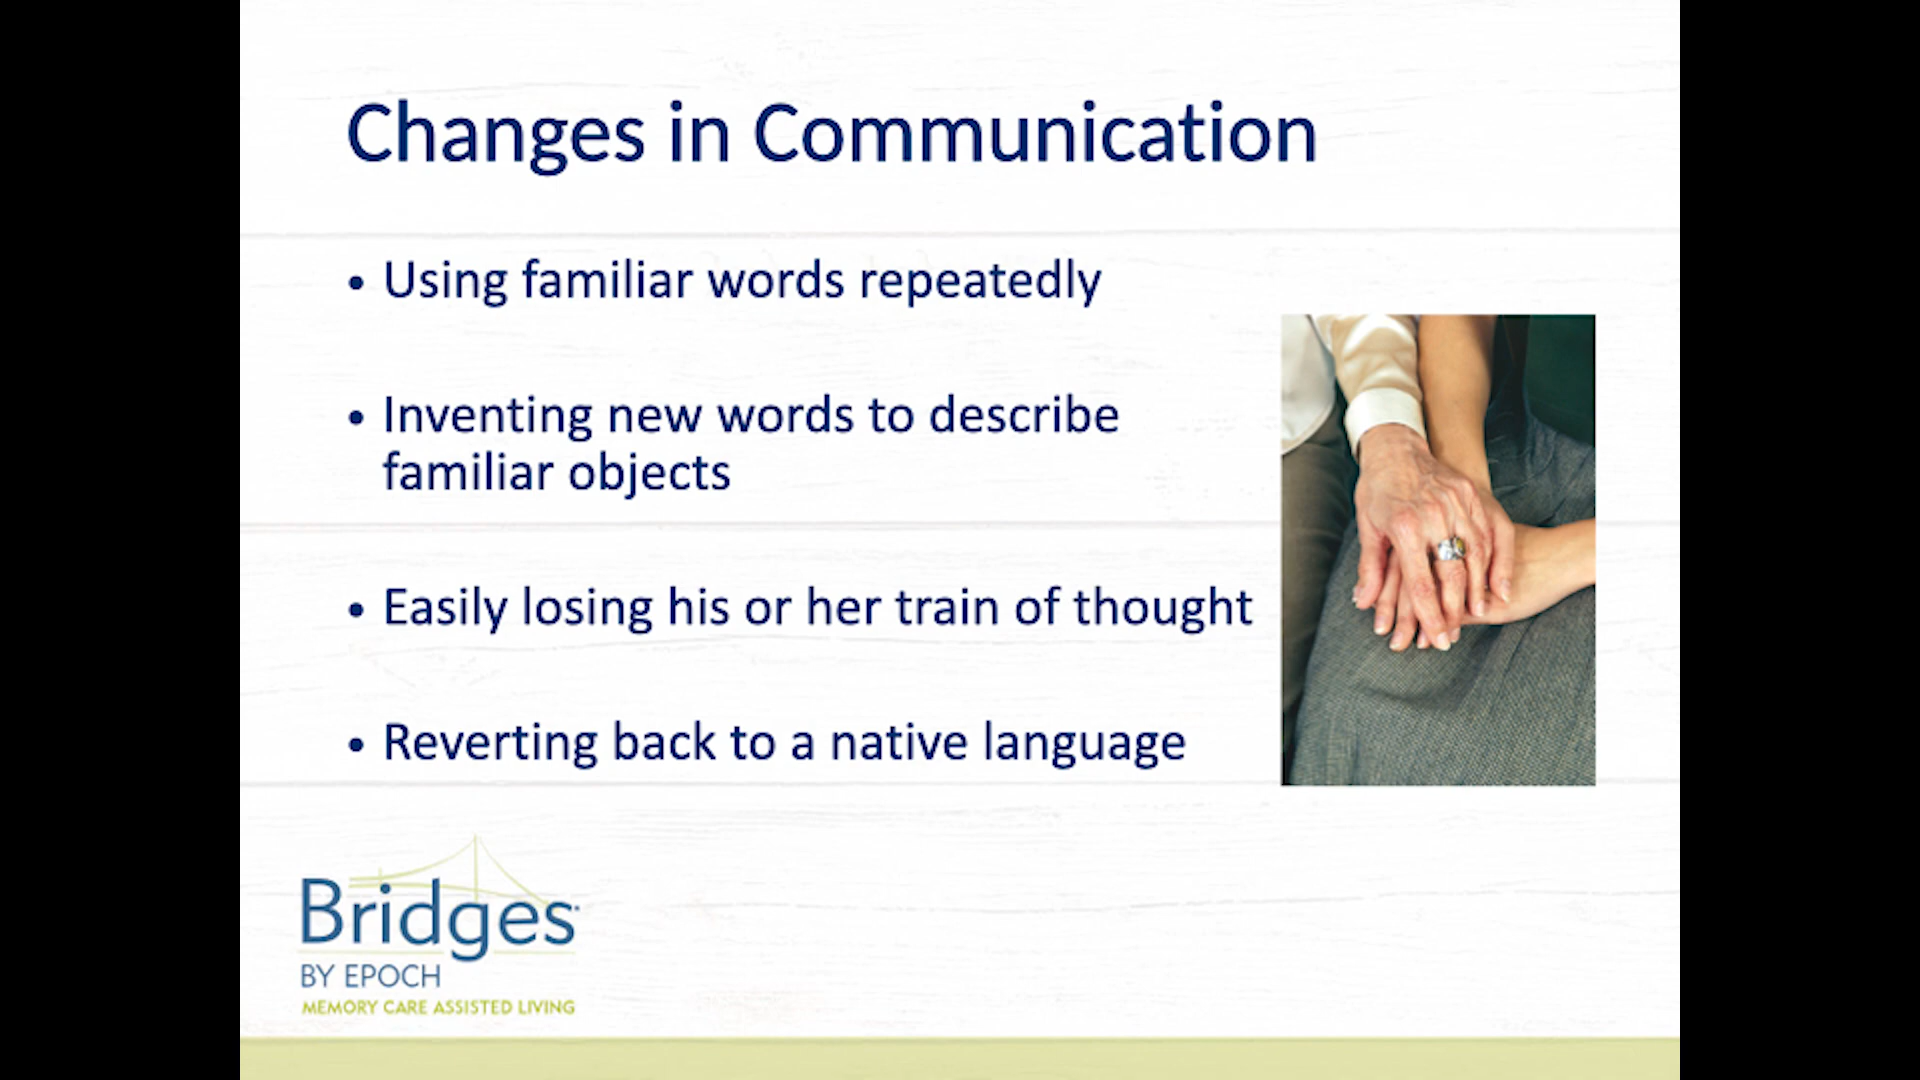 Changes in Communication
• Using familiar words repeatedly
• Inventing new words to describe
familiar objects
• Easily losing his or her train of thought
• Reverting back to a native language
Bridges
BY EPOCH
MEMORY CARE ASSISTED LIVING